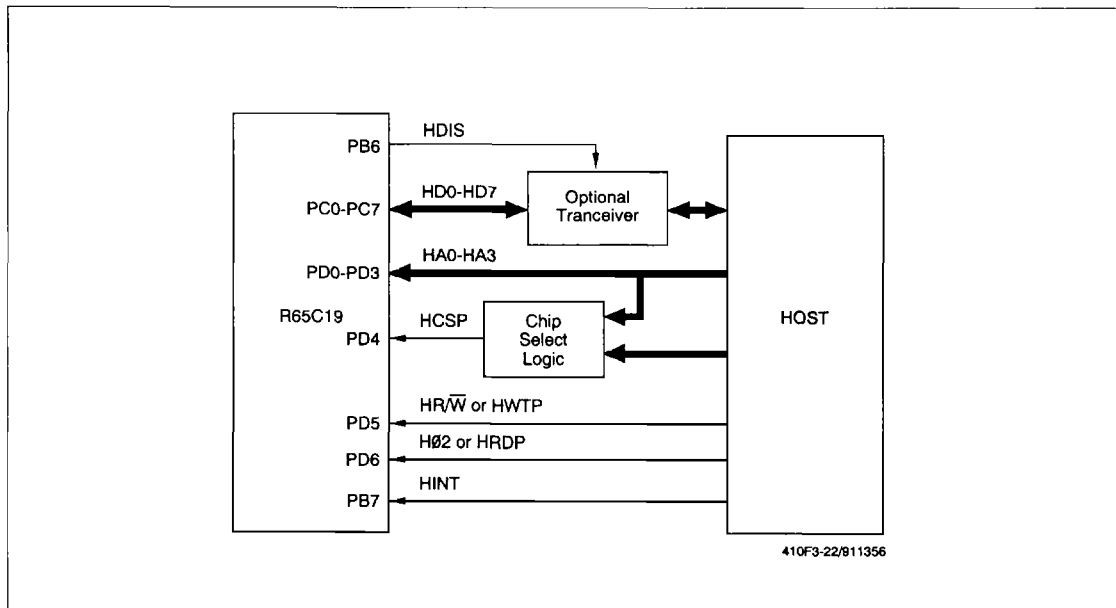 PB6
HDIS
PC0-PC7
HD0-HD7
Optional
Tranceiver
PD0-PD3
HA0-HA3
R65C19
PD4
HCSP
Chip
Select
Logic
HOST
PD5
HR/W̅ or HWTP
PD6
HØ2 or HRDP
PB7
HINT
410F3-22/911356